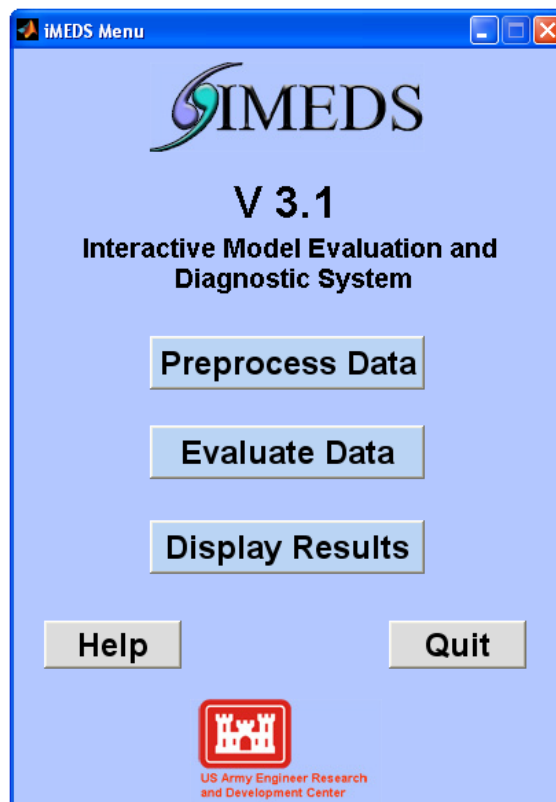 iMEDS Menu
IMEDS
V 3.1
Interactive Model Evaluation and
Diagnostic System
Preprocess Data
Evaluate Data
Display Results
Help
Quit
US Army Engineer Research
and Development Center